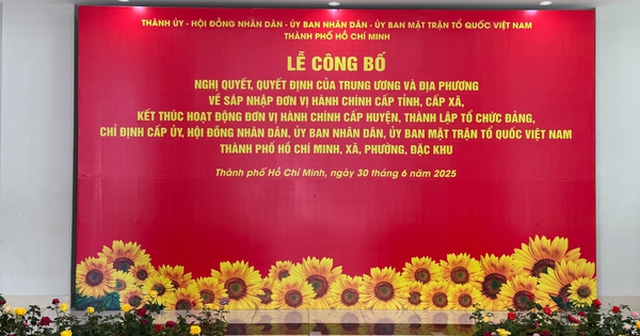 THÀNH ỦY - HỘI ĐỒNG NHÂN DÂN - ỦY BAN NHÂN DÂN - ỦY BAN MẶT TRẬN TỔ QUỐC VIỆT NAM
THÀNH PHỐ HỒ CHÍ MINH
LỄ CÔNG BỐ
NGHỊ QUYẾT, QUYẾT ĐỊNH CỦA TRUNG ƯƠNG VÀ ĐỊA PHƯƠNG
VỀ SÁP NHẬP ĐƠN VỊ HÀNH CHÍNH CẤP TỈNH, CẤP XÃ,
KẾT THÚC HOẠT ĐỘNG ĐƠN VỊ HÀNH CHÍNH CẤP HUYỆN, THÀNH LẬP TỔ CHỨC ĐẢNG,
CHỈ ĐỊNH CẤP ỦY, HỘI ĐỒNG NHÂN DÂN, ỦY BAN NHÂN DÂN, ỦY BAN MẶT TRẬN TỔ QUỐC VIỆT NAM
THÀNH PHỐ HỒ CHÍ MINH, XÃ, PHƯỜNG, ĐẶC KHU
Thành phố Hồ Chí Minh, ngày 30 tháng 6 năm 2025